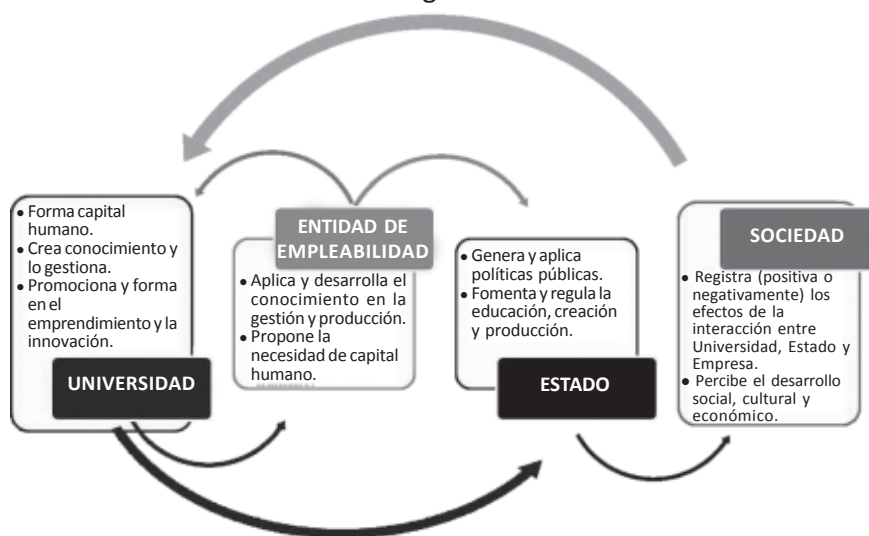 • Forma capital
humano.
• Crea conocimiento y
lo gestiona.
• Promociona y forma
en el
emprendimiento y la
innovación.
UNIVERSIDAD
ENTIDAD DE
EMPLEABILIDAD
• Aplica y desarrolla el
conocimiento en la
gestión y producción.
• Propone la
necesidad de capital
humano.
• Genera y aplica
políticas públicas.
• Fomenta y regula la
educación, creación
y producción.
ESTADO
SOCIEDAD
• Registra (positiva o
negativamente) los
efectos de la
interacción entre
Universidad, Estado y
Empresa.
• Percibe el desarrollo
social, cultural y
económico.